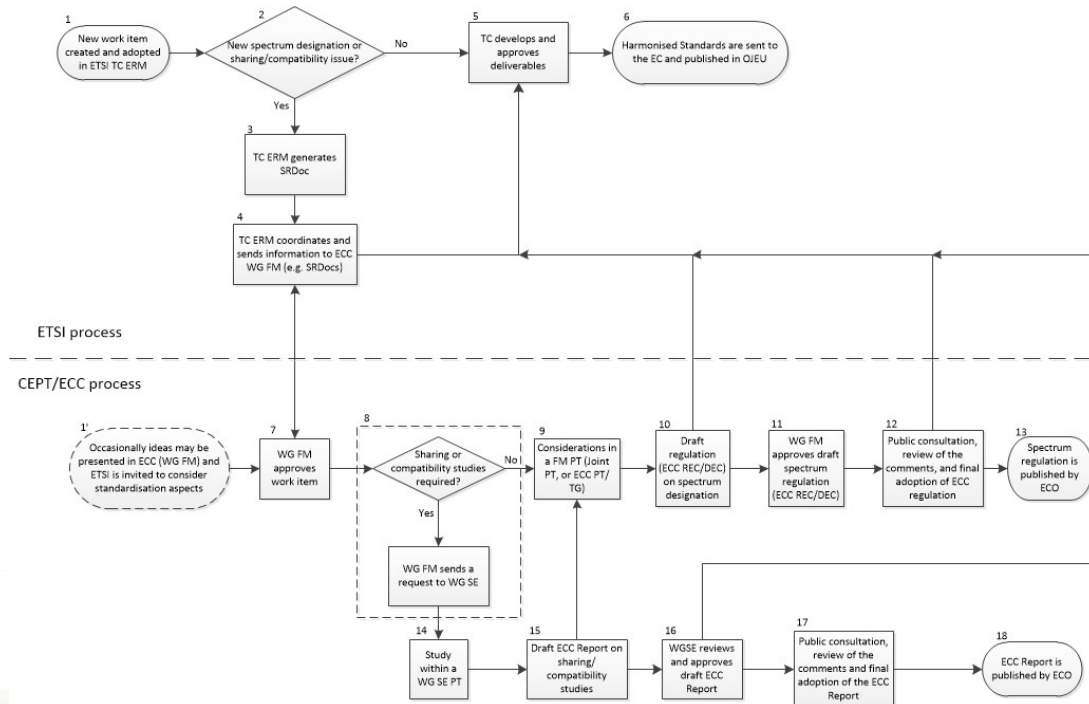 1
New work item
created and adopted
in ETSI TC ERM
2
New spectrum designation or
sharing/compatibility issue?
No
Yes
5
TC develops and
approves
deliverables
6
Harmonised Standards are sent to
the EC and published in OJEU
3
TC ERM generates
SRDoc
4
TC ERM coordinates and
sends information to ECC
WG FM (e.g. SRDocs)
ETSI process
CEPT/ECC process
1'
Occasionally ideas may be
presented in ECC (WG FM) and
ETSI is invited to consider
standardisation aspects
7
WG FM
approves
work item
8
Sharing or
compatibility studies
required?
No
Yes
WG FM sends a
request to WG SE
9
Considerations in
a FM PT (Joint
PT, or ECC PT/
TG)
10
Draft
regulation
(ECC REC/DEC)
on spectrum
designation
11
WG FM
approves draft
spectrum
regulation
(ECC REC/DEC)
12
Public consultation,
review of the
comments, and final
adoption of ECC
regulation
13
Spectrum
regulation is
published by
ECO
14
Study
within a
WG SE PT
15
Draft ECC Report on
sharing/
compatibility
studies
16
WGSE reviews
and approves
draft ECC
Report
17
Public consultation,
review of the
comments and final
adoption of the ECC
Report
18
ECC Report is
published by ECO